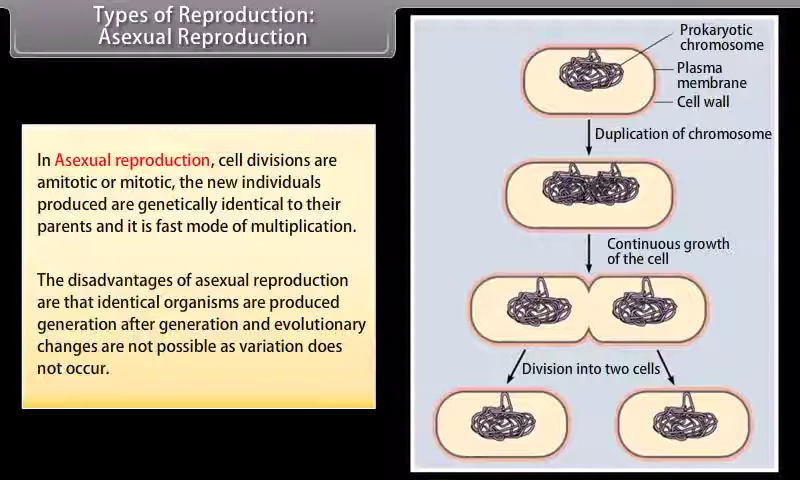 Types of Reproduction:
Asexual Reproduction
In Asexual reproduction, cell divisions are
amitotic or mitotic, the new individuals
produced are genetically identical to their
parents and it is fast mode of multiplication.
The disadvantages of asexual reproduction
are that identical organisms are produced
generation after generation and evolutionary
changes are not possible as variation does
not occur.
Prokaryotic
chromosome
Plasma
membrane
Cell wall
Duplication of chromosome
Continuous growth
of the cell
Division into two cells